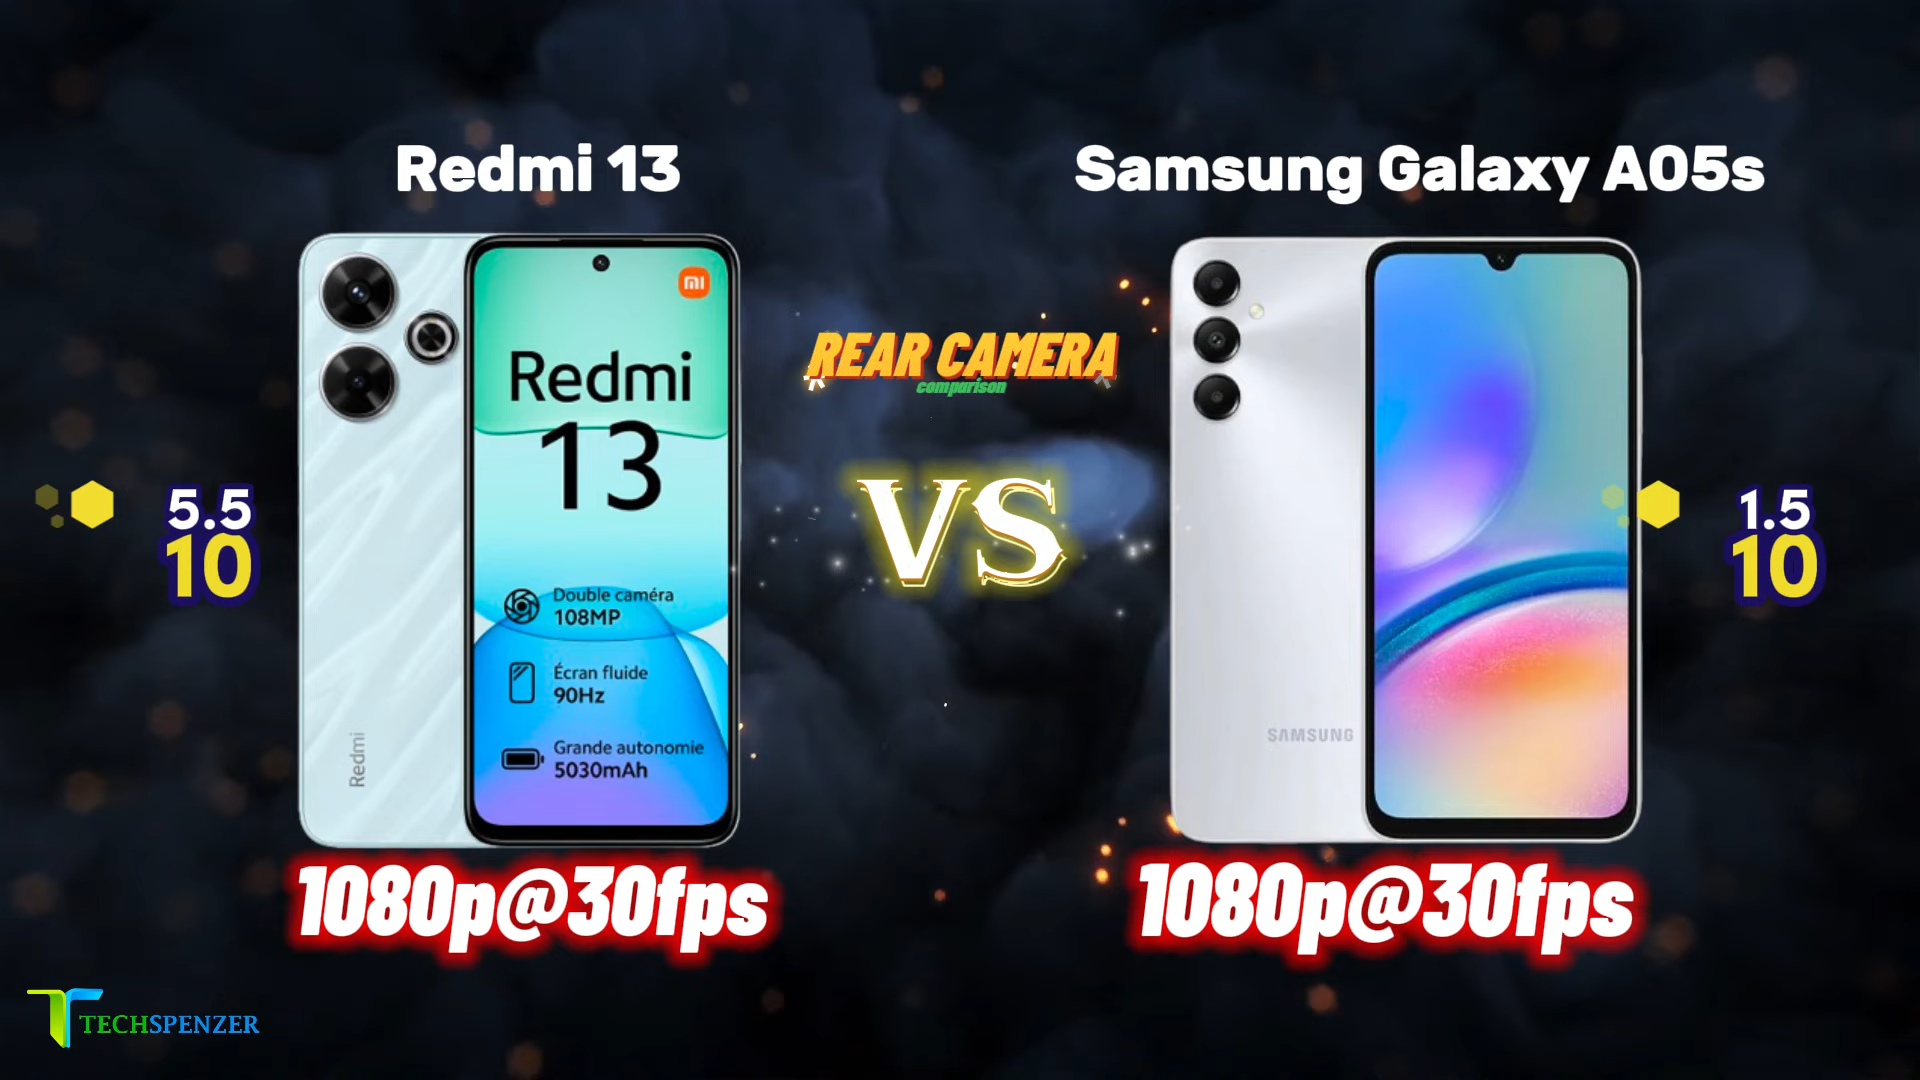 Redmi 13
Samsung Galaxy A05s
REAR CAMERA
comparison
VS
mi
Redmi
13
Double caméra
108MP
Écran fluide
90Hz
Grande autonomie
5030mAh
Redmi
SAMSUNG
5.5
10
1.5
10
1080p@30fps
1080p@30fps
TECHSPENZER